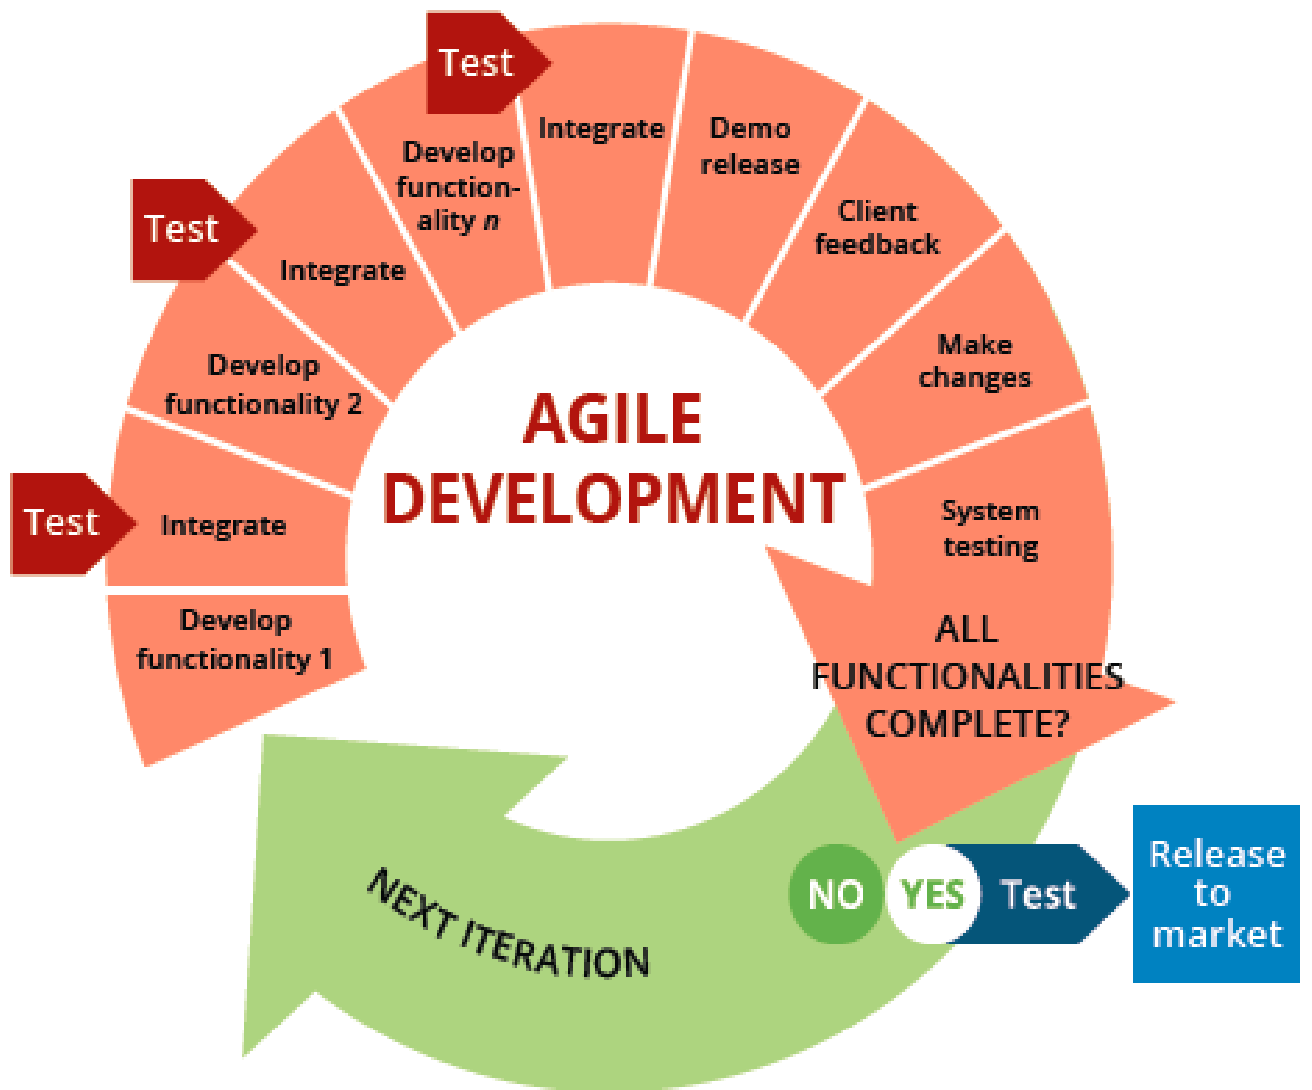 AGILE
DEVELOPMENT
Develop
functionality 1
Test
Integrate
Develop
functionality 2
Test
Integrate
Develop
function-
ality n
Test
Integrate
Demo
release
Client
feedback
Make
changes
System
testing
ALL
FUNCTIONALITIES
COMPLETE?
NO
YES
Test
Release
to
market
NEXT ITERATION